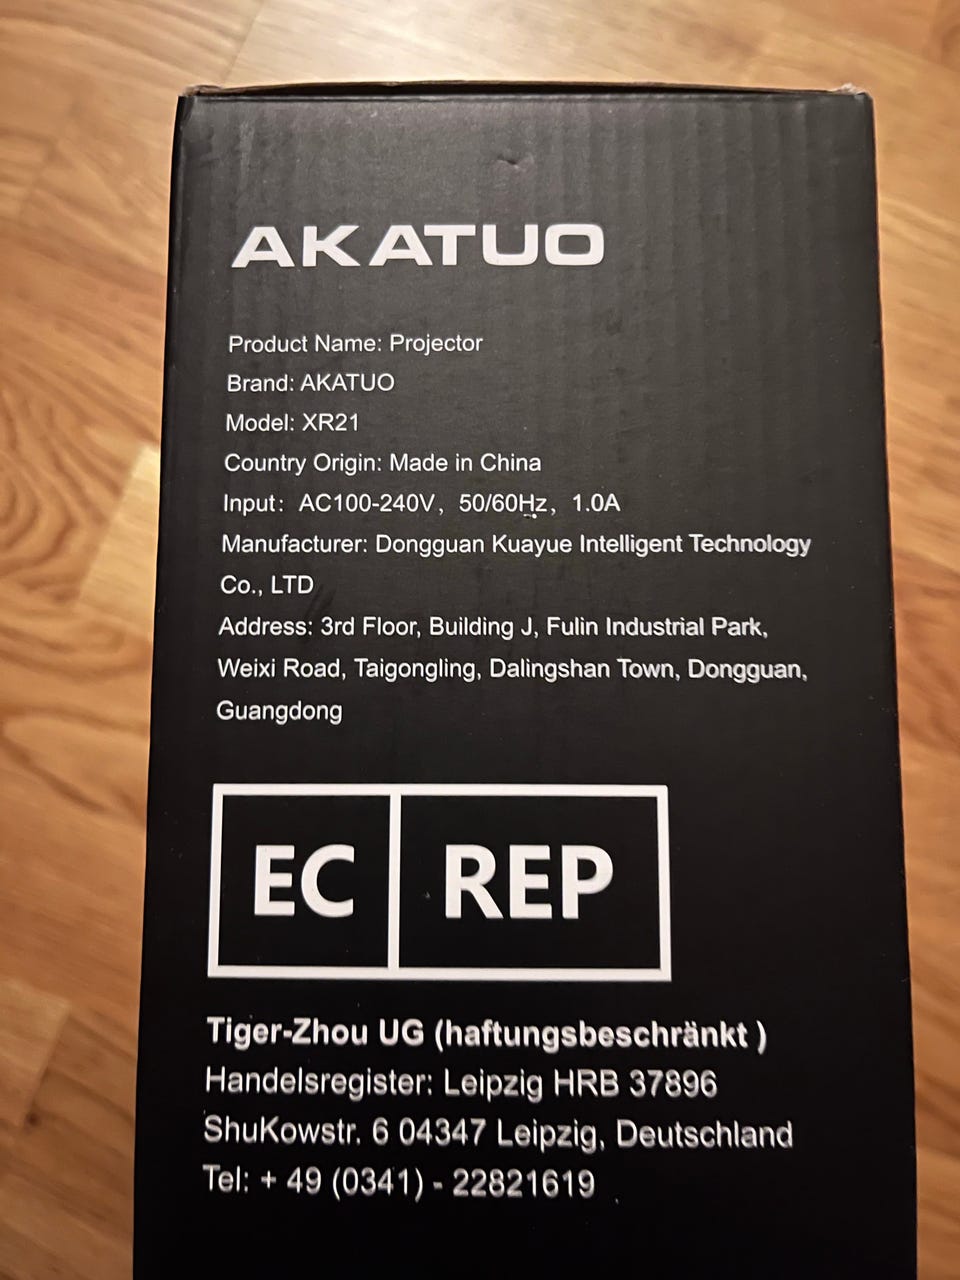 AKATUO
Product Name: Projector
Brand: AKATUO
Model: XR21
Country Origin: Made in China
Input: AC100-240V, 50/60Hz, 1.0A
Manufacturer: Dongguan Kuayue Intelligent Technology
Co., LTD
Address: 3rd Floor, Building J, Fulin Industrial Park,
Weixi Road, Taigongling, Dalingshan Town, Dongguan,
Guangdong
EC REP
Tiger-Zhou UG (haftungsbeschränkt )
Handelsregister: Leipzig HRB 37896
ShuKowstr. 6 04347 Leipzig, Deutschland
Tel: + 49 (0341) - 22821619